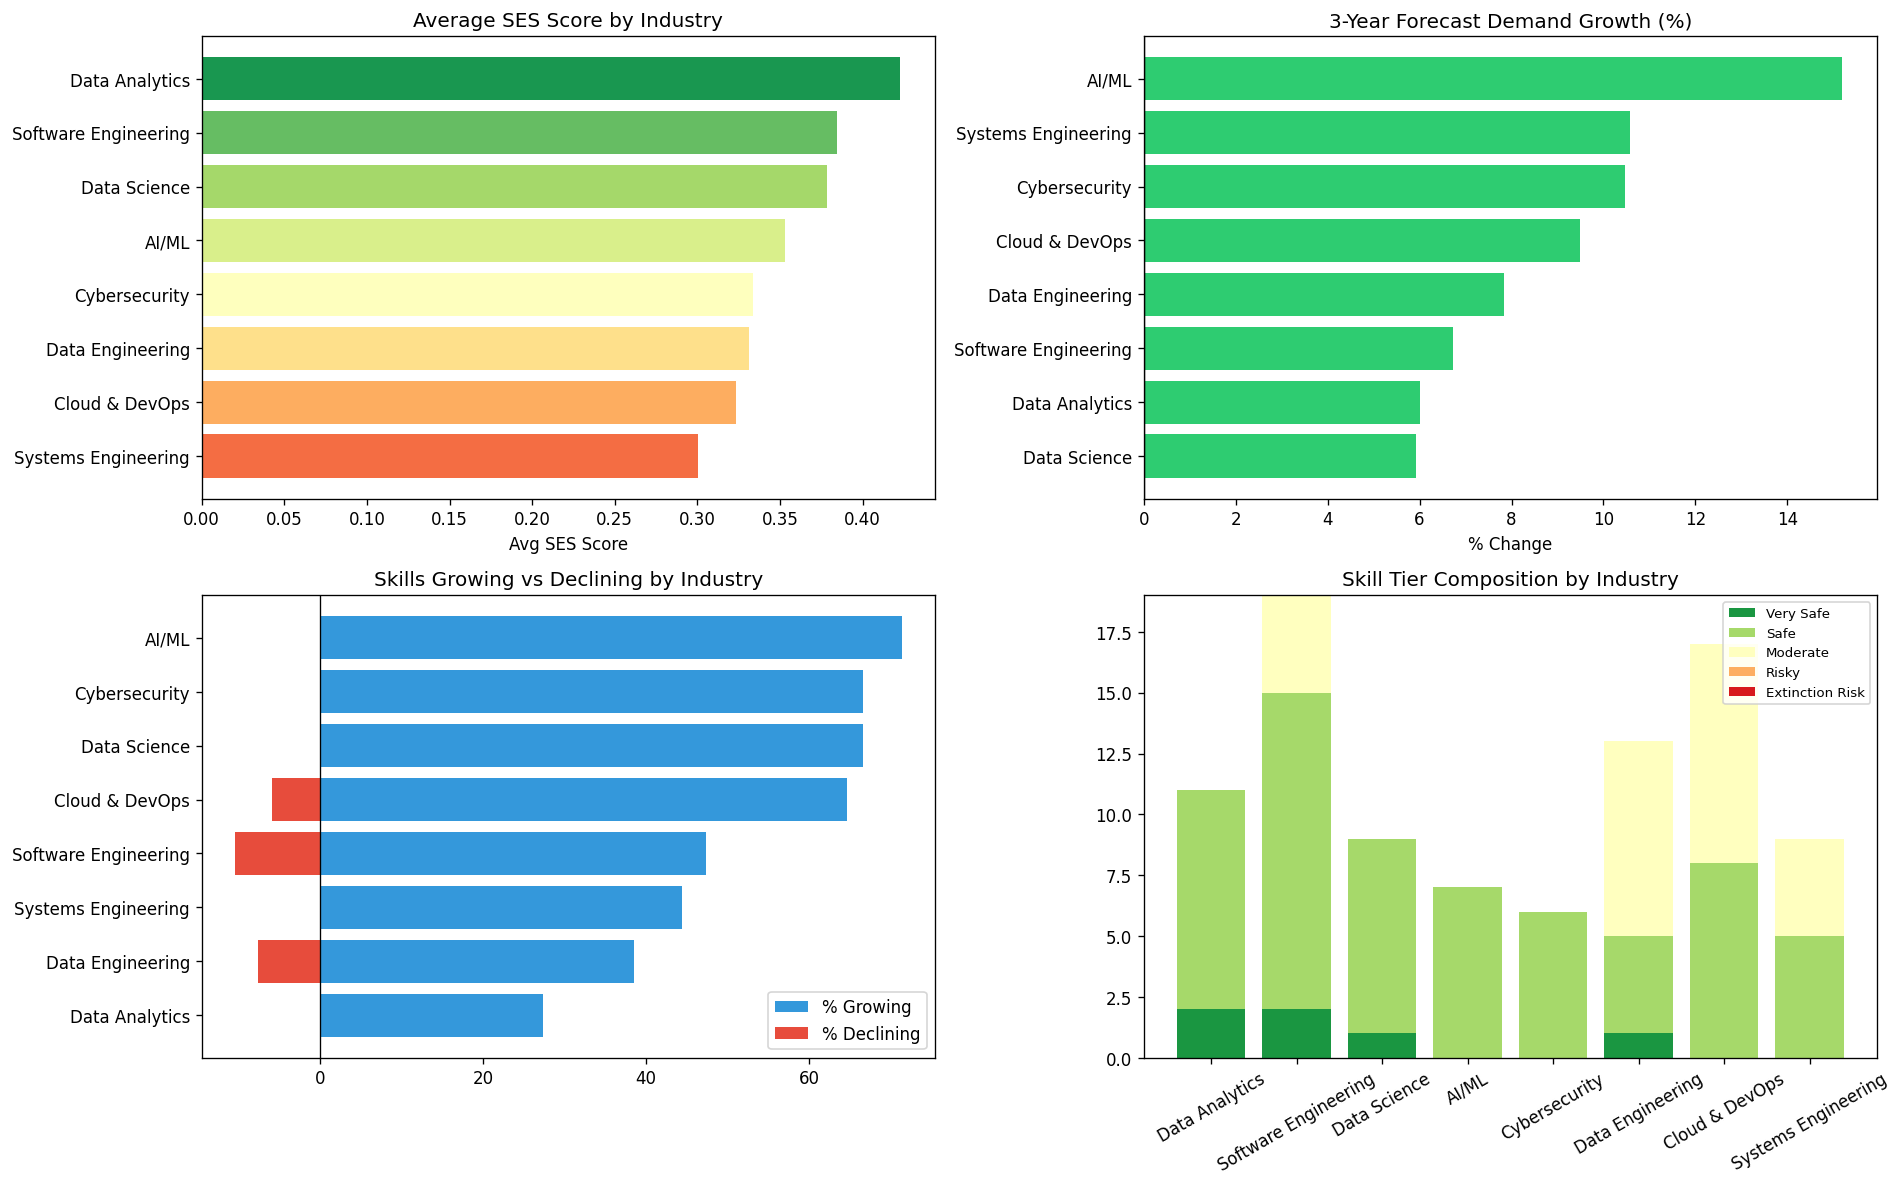 Average SES Score by Industry
Data Analytics
Software Engineering
Data Science
AI/ML
Cybersecurity
Data Engineering
Cloud & DevOps
Systems Engineering
0.00 0.05 0.10 0.15 0.20 0.25 0.30 0.35 0.40
Avg SES Score
3-Year Forecast Demand Growth (%)
AI/ML
Systems Engineering
Cybersecurity
Cloud & DevOps
Data Engineering
Software Engineering
Data Analytics
Data Science
0 2 4 6 8 10 12 14
% Change
Skills Growing vs Declining by Industry
AI/ML
Cybersecurity
Data Science
Cloud & DevOps
Software Engineering
Systems Engineering
Data Engineering
Data Analytics
% Growing
% Declining
0 20 40 60
Skill Tier Composition by Industry
Very Safe
Safe
Moderate
Risky
Extinction Risk
17.5
15.0
12.5
10.0
7.5
5.0
2.5
0.0
Data Analytics
Software Engineering
Data Science
AI/ML
Cybersecurity
Data Engineering
Cloud & DevOps
Systems Engineering